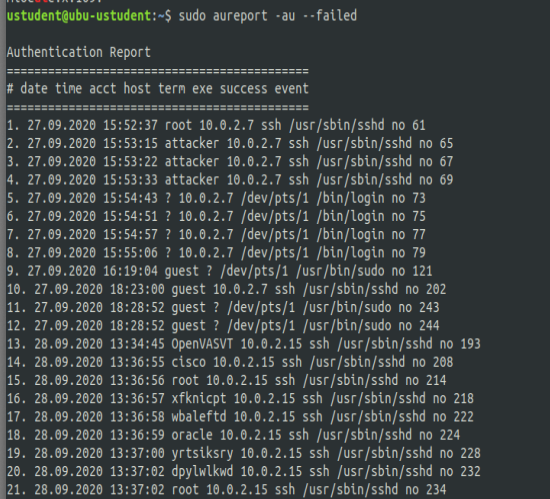 ustudent@ubu-ustudent:~$ sudo aureport -au --failed
Authentication Report
============================================
# date time acct host term exe success event
============================================
1. 27.09.2020 15:52:37 root 10.0.2.7 ssh /usr/sbin/sshd no 61
2. 27.09.2020 15:53:15 attacker 10.0.2.7 ssh /usr/sbin/sshd no 65
3. 27.09.2020 15:53:22 attacker 10.0.2.7 ssh /usr/sbin/sshd no 67
4. 27.09.2020 15:53:33 attacker 10.0.2.7 ssh /usr/sbin/sshd no 69
5. 27.09.2020 15:54:43 ? 10.0.2.7 /dev/pts/1 /bin/login no 73
6. 27.09.2020 15:54:51 ? 10.0.2.7 /dev/pts/1 /bin/login no 75
7. 27.09.2020 15:54:57 ? 10.0.2.7 /dev/pts/1 /bin/login no 77
8. 27.09.2020 15:55:06 ? 10.0.2.7 /dev/pts/1 /bin/login no 79
9. 27.09.2020 16:19:04 guest ? /dev/pts/1 /usr/bin/sudo no 121
10. 27.09.2020 18:23:00 guest 10.0.2.7 ssh /usr/sbin/sshd no 202
11. 27.09.2020 18:28:52 guest ? /dev/pts/1 /usr/bin/sudo no 243
12. 27.09.2020 18:28:52 guest ? /dev/pts/1 /usr/bin/sudo no 244
13. 28.09.2020 13:34:45 OpenVASVT 10.0.2.15 ssh /usr/sbin/sshd no 193
14. 28.09.2020 13:36:55 cisco 10.0.2.15 ssh /usr/sbin/sshd no 208
15. 28.09.2020 13:36:56 root 10.0.2.15 ssh /usr/sbin/sshd no 214
16. 28.09.2020 13:36:57 xfknicpt 10.0.2.15 ssh /usr/sbin/sshd no 218
17. 28.09.2020 13:36:58 wbaleftd 10.0.2.15 ssh /usr/sbin/sshd no 222
18. 28.09.2020 13:36:59 oracle 10.0.2.15 ssh /usr/sbin/sshd no 224
19. 28.09.2020 13:37:00 yrtsiksry 10.0.2.15 ssh /usr/sbin/sshd no 228
20. 28.09.2020 13:37:02 dpylwlkwd 10.0.2.15 ssh /usr/sbin/sshd no 232
21. 28.09.2020 13:37:02 root 10.0.2.15 ssh /usr/sbin/sshd no 234